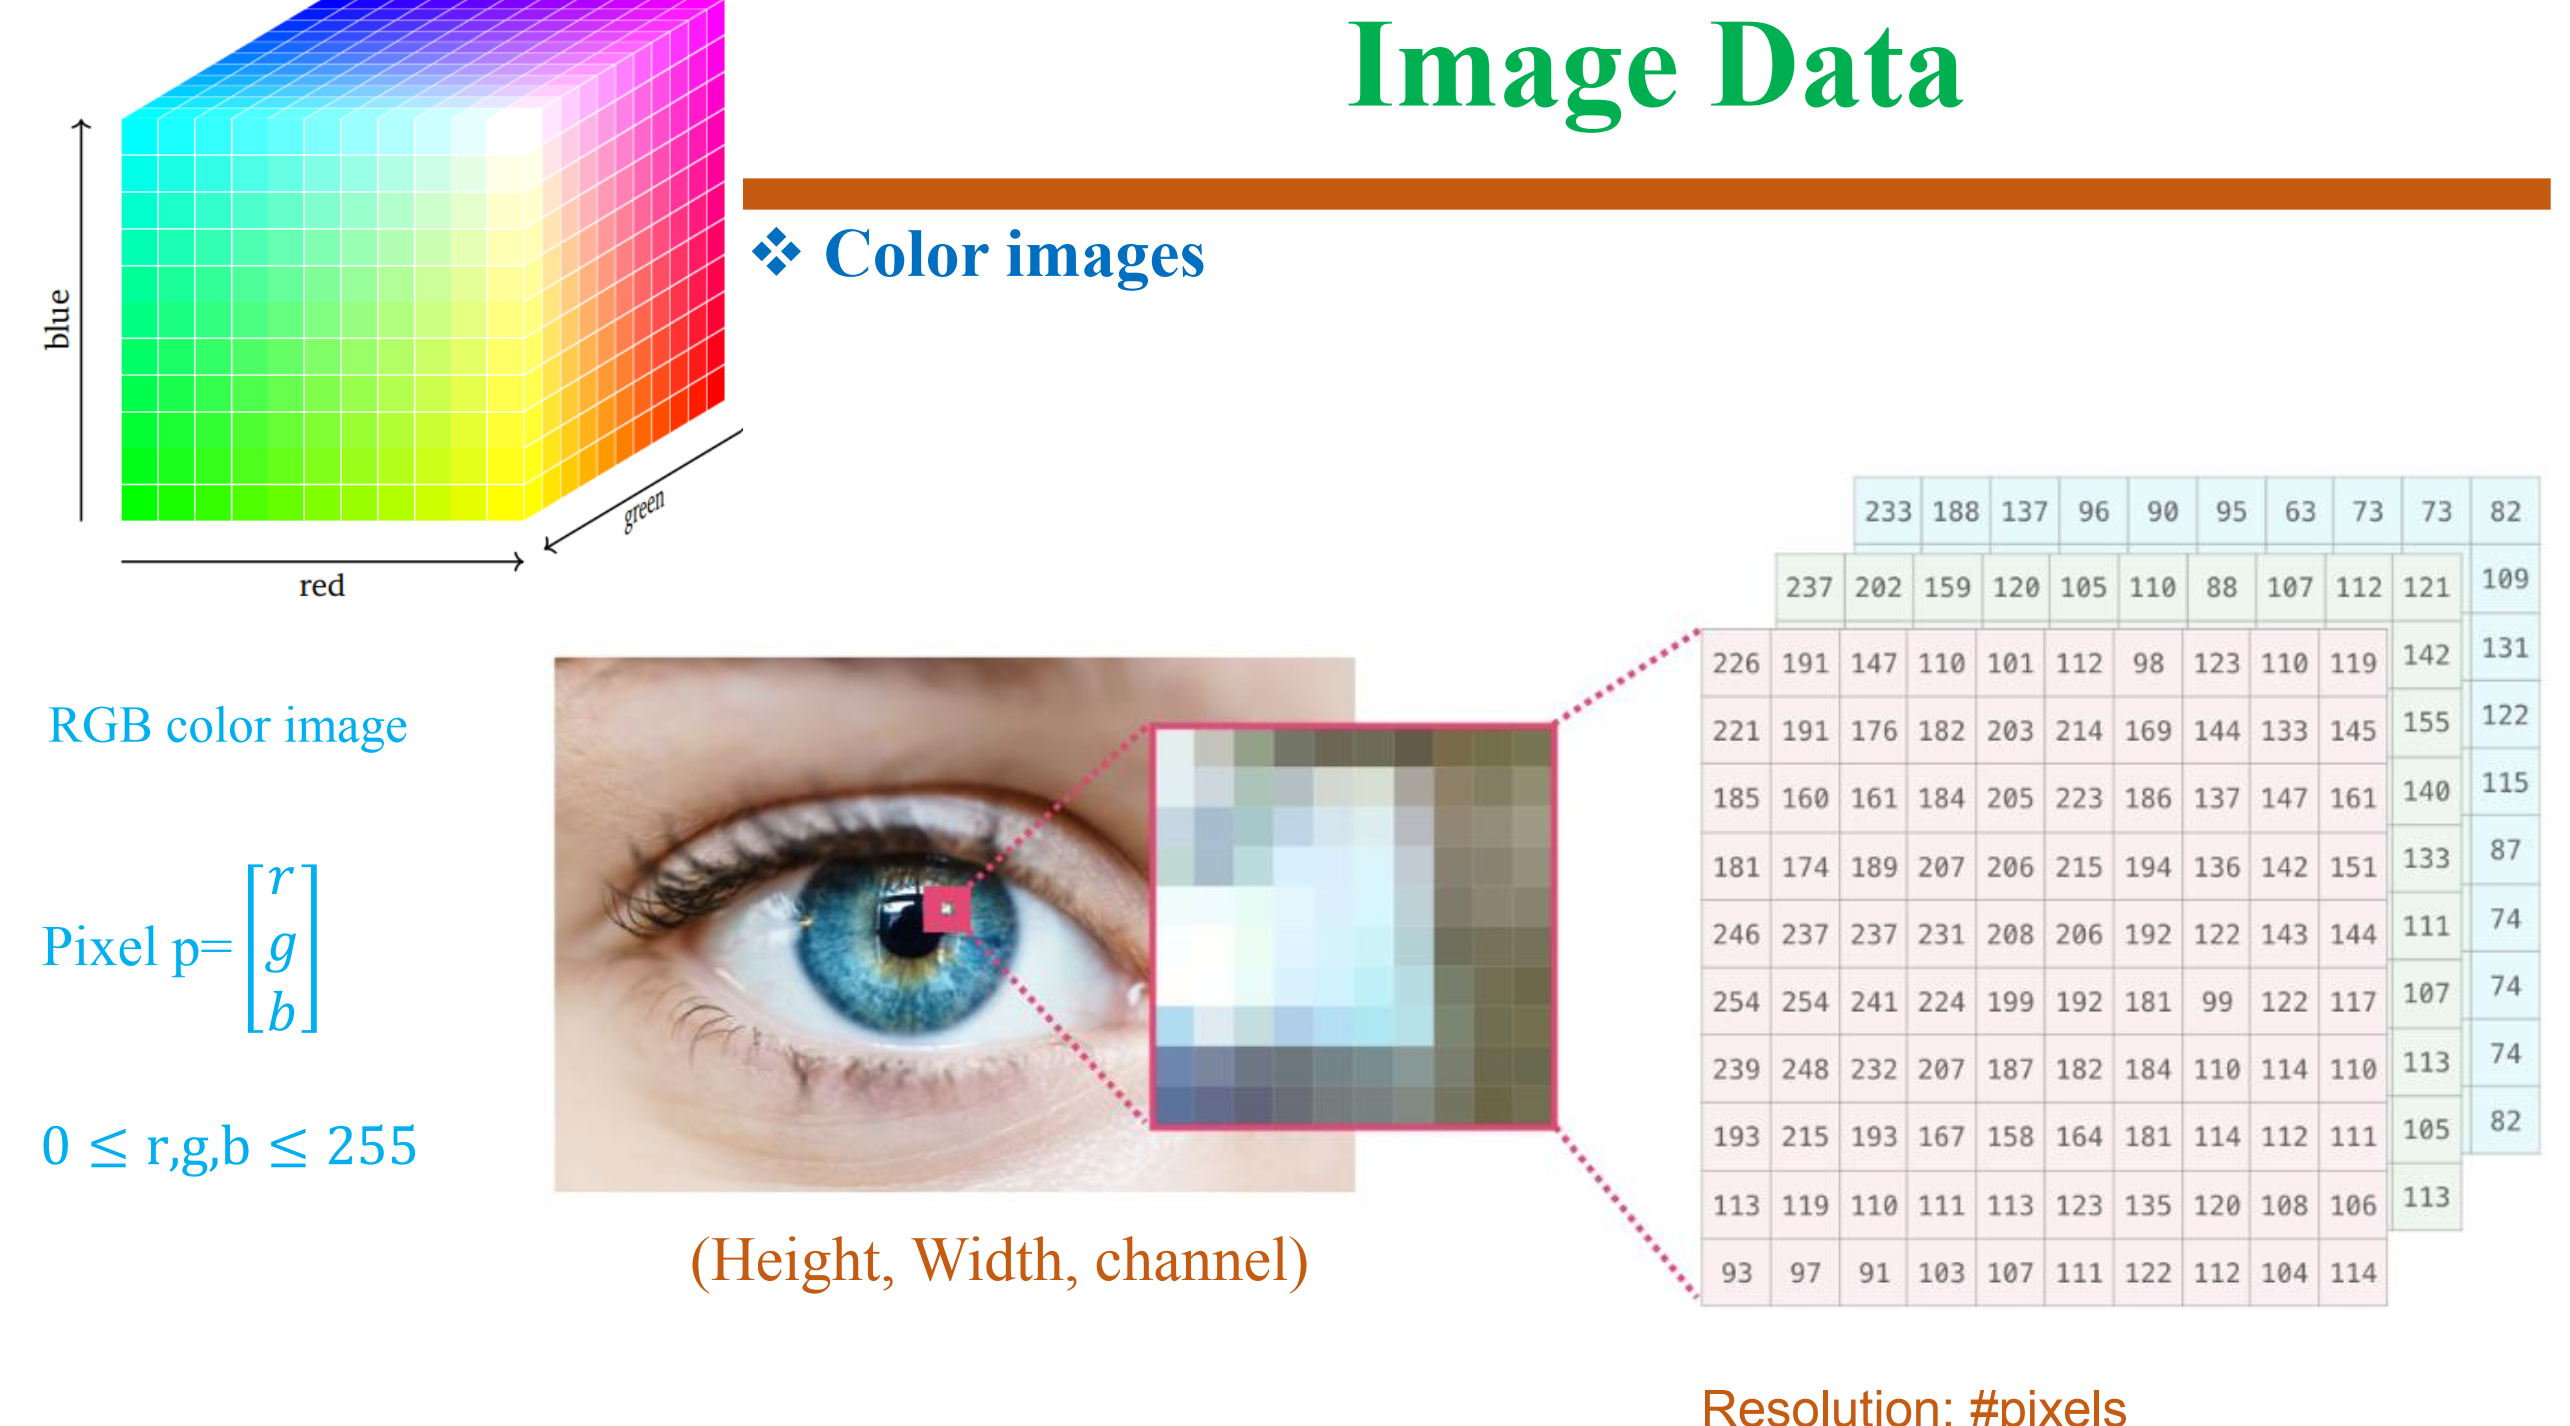 Image Data
❖ Color images
blue
green
red
RGB color image
Pixel p= [r g b]
0 ≤ r,g,b ≤ 255
(Height, Width, channel)
233 188 137 96 90 95 63 73 73 82
109
131
122
115
87
74
74
74
82
237 202 159 120 105 110 88 107 112 121
142
155
140
133
111
107
113
105
113
226 191 147 110 101 112 98 123 110 119
221 191 176 182 203 214 169 144 133 145
185 160 161 184 205 223 186 137 147 161
181 174 189 207 206 215 194 136 142 151
246 237 237 231 208 206 192 122 143 144
254 254 241 224 199 192 181 99 122 117
239 248 232 207 187 182 184 110 114 110
193 215 193 167 158 164 181 114 112 111
113 119 110 111 113 123 135 120 108 106
93 97 91 103 107 111 122 112 104 114
Resolution: #pixels